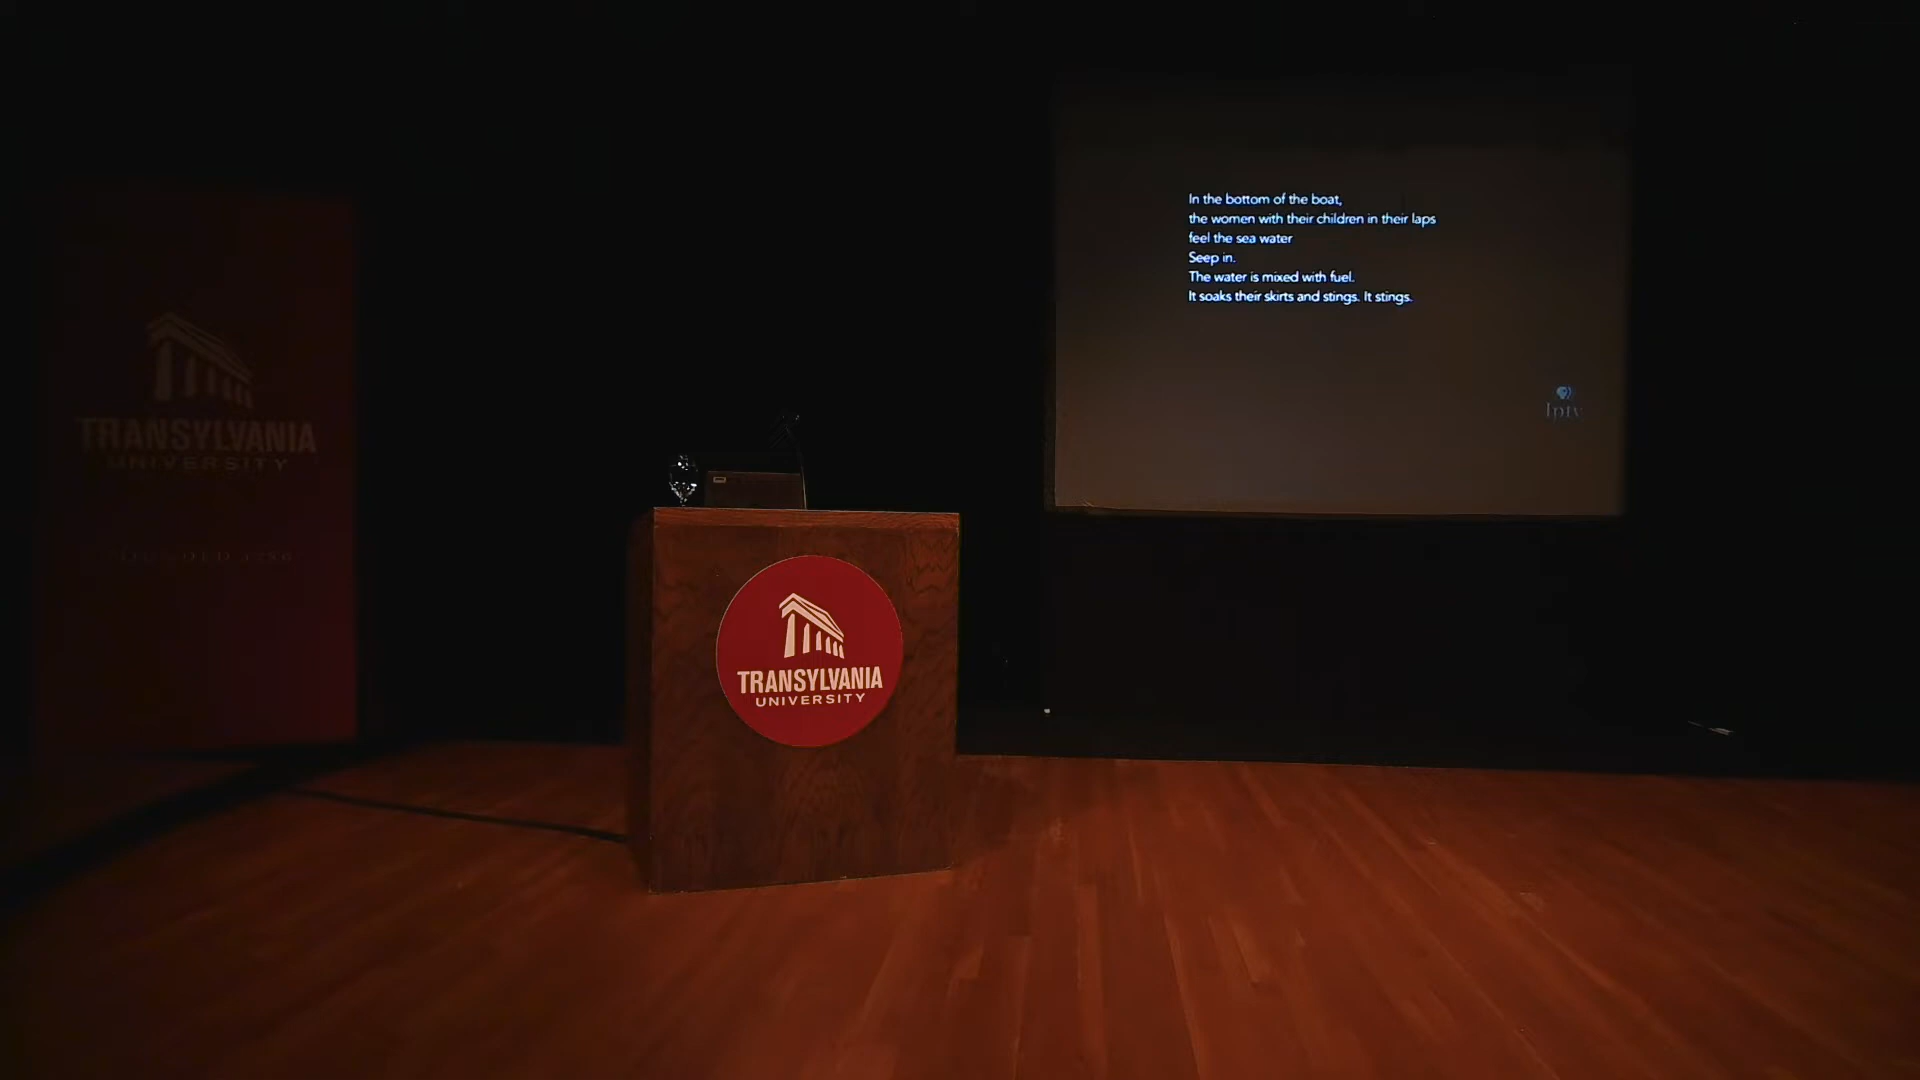 In the bottom of the boat,
the women with their children in their laps
feel the sea water
Seep in.
The water is mixed with fuel.
It soaks their skirts and stings. It stings.
Iptv
TRANSYLVANIA
UNIVERSITY
TRANSYLVANIA
UNIVERSITY